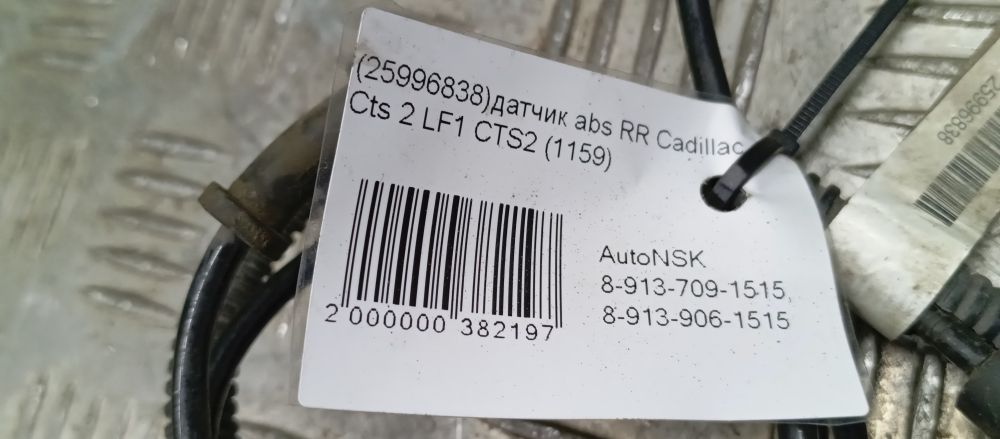 (25996838)датчик abs RR Cadillac
Cts 2 LF1 CTS2 (1159)
AutoNSK
8-913-709-1515,
8-913-906-1515
2 000000 382197
25996838